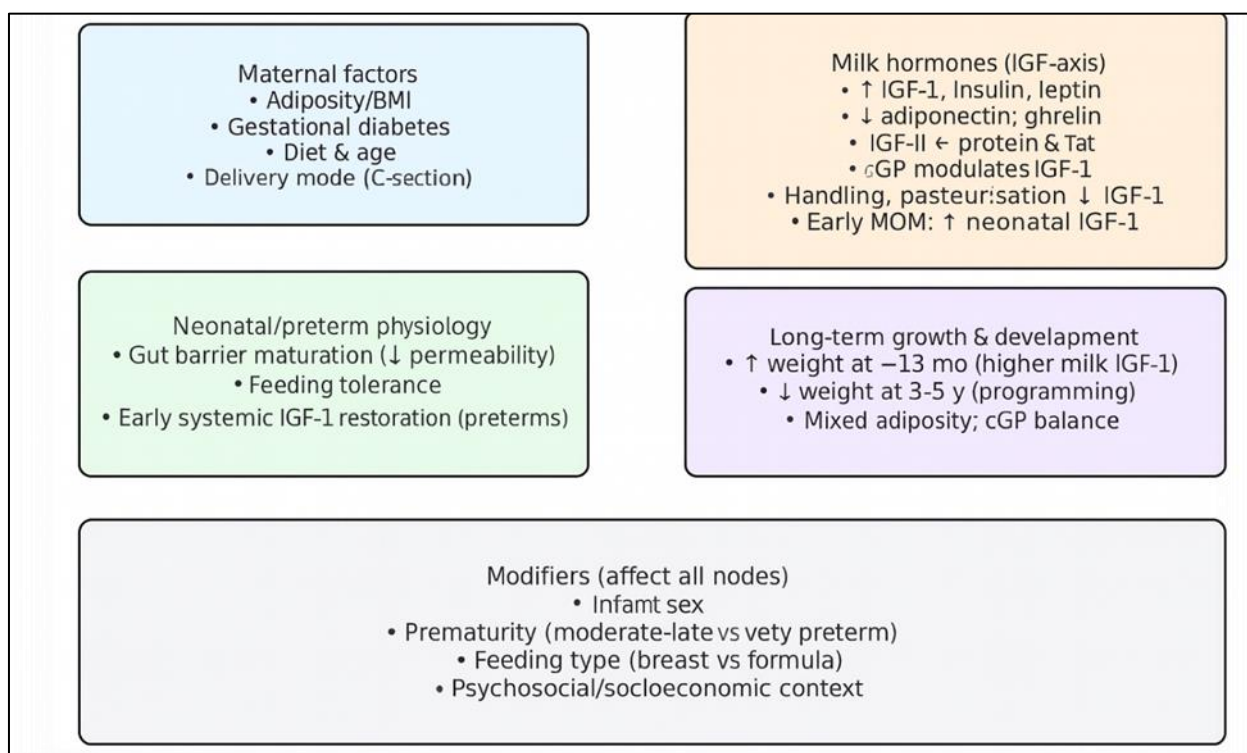 Maternal factors
• Adiposity/BMI
• Gestational diabetes
• Diet & age
• Delivery mode (C-section)
Milk hormones (IGF-axis)
• ↑ IGF-1, Insulin, leptin
• ↓ adiponectin; ghrelin
• IGF-II ← protein & Tat
• cGP modulates IGF-1
• Handling, pasteur:sation ↓ IGF-1
• Early MOM: ↑ neonatal IGF-1
Neonatal/preterm physiology
• Gut barrier maturation (↓ permeability)
• Feeding tolerance
• Early systemic IGF-1 restoration (preterms)
Long-term growth & develapment
• ↑ weight at −13 mo (higher milk IGF-1)
• ↓ weight at 3-5 y (programming)
• Mixed adiposity; cGP balance
Modifiers (affect all nodes)
• Infamt sex
• Prematurity (moderate-late vs vety preterm)
• Feeding type (breast vs formula)
• Psychosocial/socloeconomic context